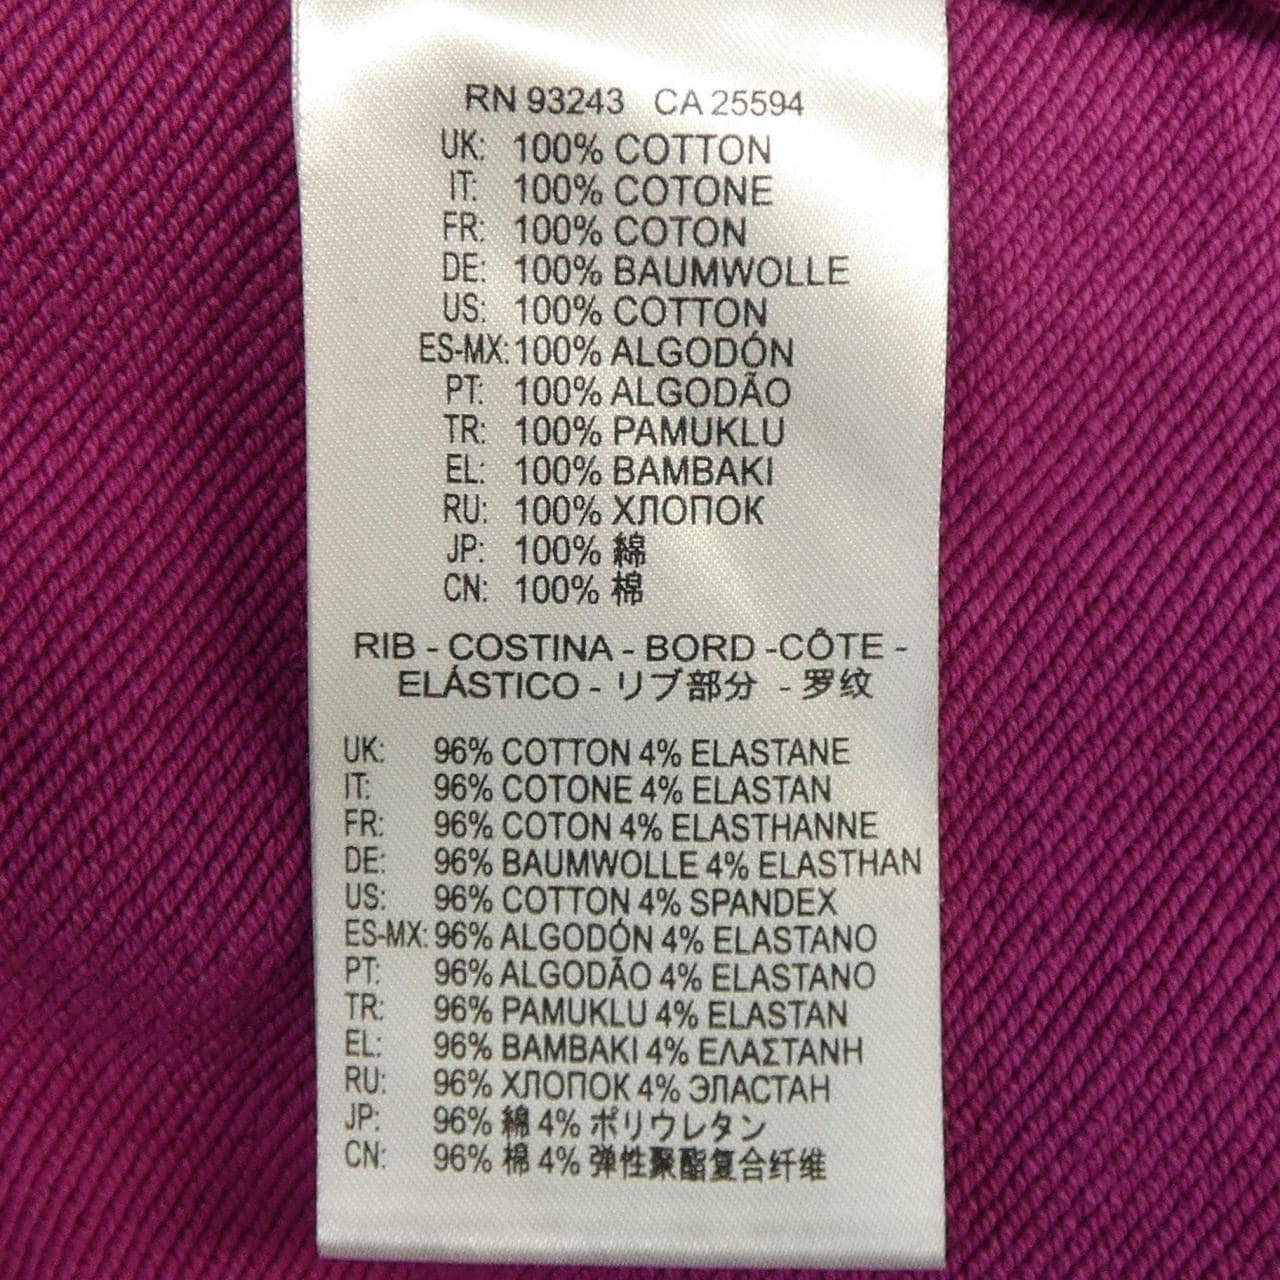 RN 93243 CA 25594
UK: 100% COTTON
IT: 100% COTONE
FR: 100% COTON
DE: 100% BAUMWOLLE
US: 100% COTTON
ES-MX: 100% ALGODÓN
PT: 100% ALGODÃO
TR: 100% PAMUKLU
EL: 100% ΒΑΜΒΑΚΙ
RU: 100% ХЛОПОК
JP: 100% 綿
CN: 100% 棉
RIB - COSTINA - BORD -CÔTE -
ELÁSTICO - リブ部分 - 罗纹
UK: 96% COTTON 4% ELASTANE
IT: 96% COTONE 4% ELASTAN
FR: 96% COTON 4% ELASTHANNE
DE: 96% BAUMWOLLE 4% ELASTHAN
US: 96% COTTON 4% SPANDEX
ES-MX: 96% ALGODÓN 4% ELASTANO
PT: 96% ALGODÃO 4% ELASTANO
TR: 96% PAMUKLU 4% ELASTAN
EL: 96% ΒΑΜΒΑΚΙ 4% ΕΛΑΣΤΑΝΗ
RU: 96% ХЛОПОК 4% ЭЛАСТАН
JP: 96% 綿 4% ポリウレタン
CN: 96% 棉 4% 弹性聚酯复合纤维